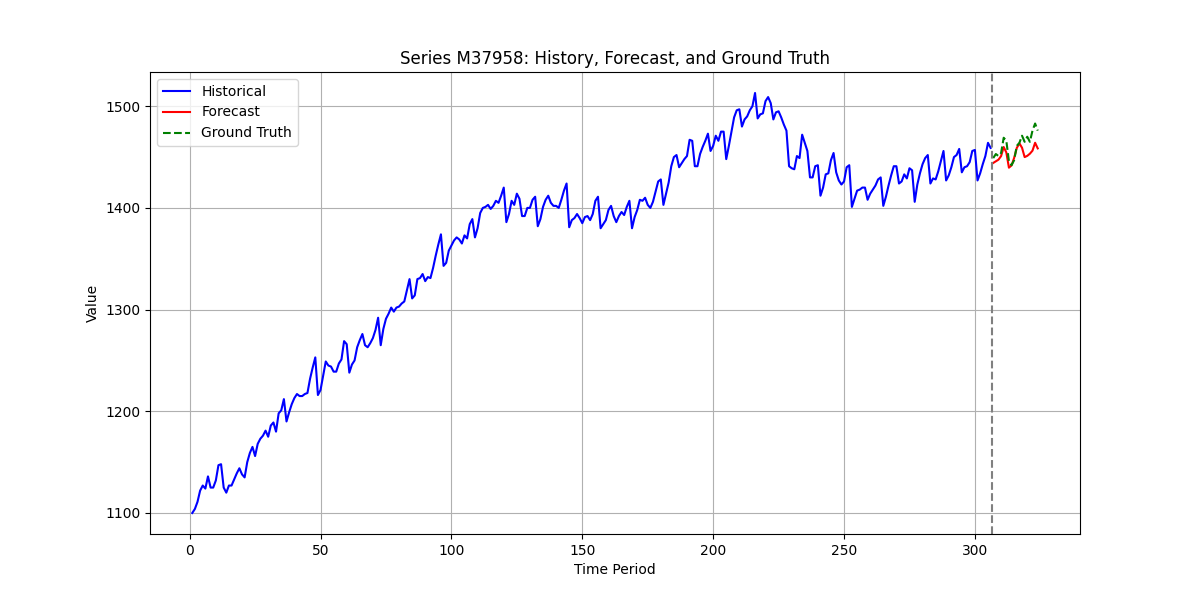 Series M37958: History, Forecast, and Ground Truth
Historical
Forecast
Ground Truth
Value
1500
1400
1300
1200
1100
0 50 100 150 200 250 300
Time Period